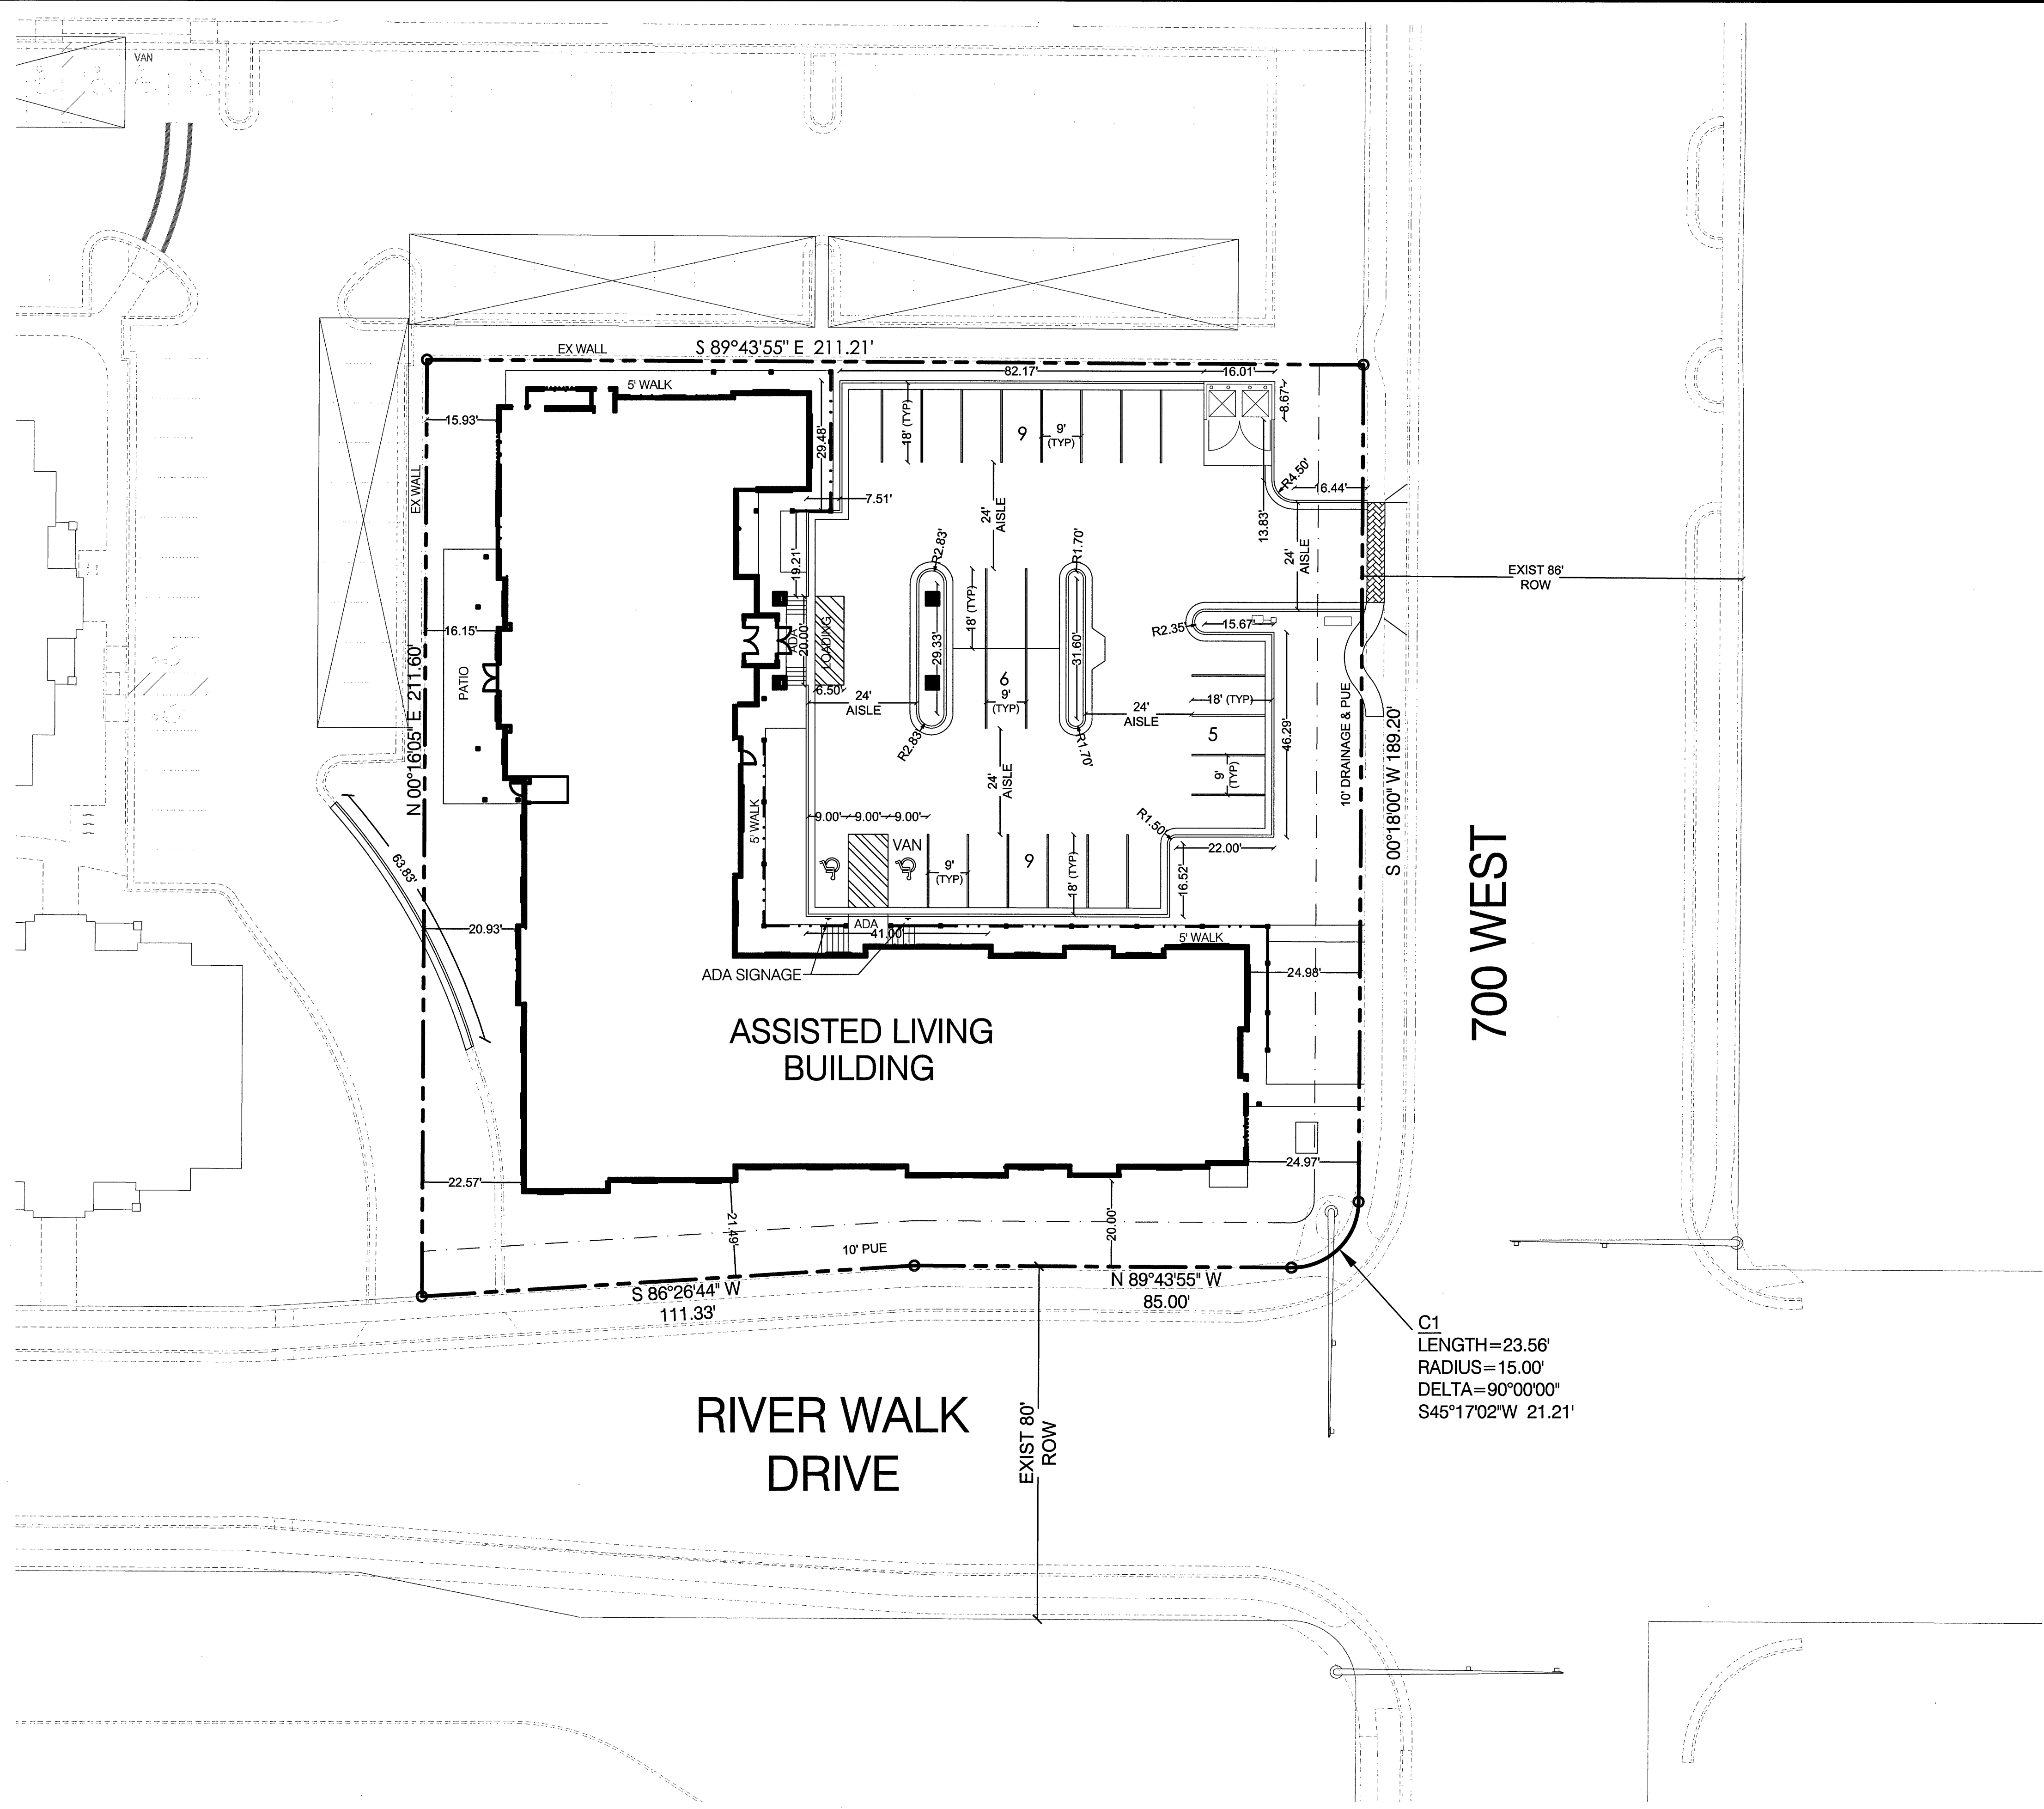 VAN
EX WALL
S 89°43'55" E 211.21'
5' WALK
82.17'
16.01'
8.67'
15.93'
18' (TYP)
29.48'
9
9'
(TYP)
EX WALL
R4.50'
16.44'
7.51'
24'
AISLE
13.83'
24'
AISLE
19.21'
R2.83'
R1.70'
EXIST 86'
ROW
18' (TYP)
ADA
20.00'
LOADING
29.33'
31.60'
R2.35'
15.67'
16.15'
PATIO
6.50'
24'
AISLE
6
9'
(TYP)
24'
AISLE
18' (TYP)
5
46.29'
9'
(TYP)
R2.83'
R1.70'
10' DRAINAGE & PUE
S 00°18'00" W 189.20'
N 00°16'05" E 211.60'
24'
AISLE
5' WALK
9.00'
9.00'
9.00'
VAN
9'
(TYP)
9
18' (TYP)
R1.50'
22.00'
16.52'
63.83'
20.93'
ADA
41.00'
5' WALK
ADA SIGNAGE
24.98'
700 WEST
ASSISTED LIVING
BUILDING
24.97'
22.57'
21.49'
20.00'
10' PUE
S 86°26'44" W
111.33'
N 89°43'55" W
85.00'
C1
LENGTH=23.56'
RADIUS=15.00'
DELTA=90°00'00"
S45°17'02"W 21.21'
RIVER WALK
DRIVE
EXIST 80'
ROW